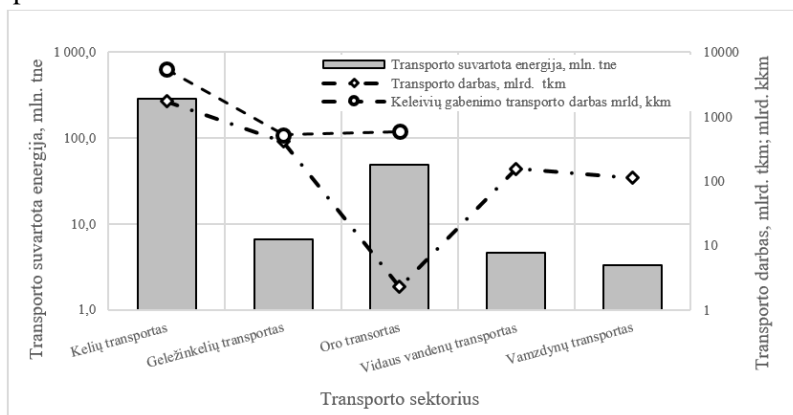 1 000,0
100,0
10,0
1,0
Transporto suvartota energija, mln. tne
Transporto suvartota energija, mln. tne
Transporto darbas, mlrd. tkm
Keleivių gabenimo transporto darbas mrld, kkm
10000
1000
100
10
1
Transporto darbas, mlrd. tkm; mlrd. kkm
Kelių transportas
Geležinkelių transportas
Oro transortas
Vidaus vandenų transportas
Vamzdynų transportas
Transporto sektorius